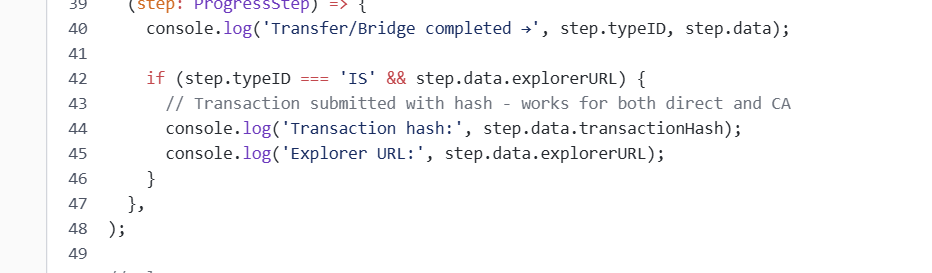 39 (step: ProgressStep) => {
40 console.log('Transfer/Bridge completed →', step.typeID, step.data);
41
42 if (step.typeID === 'IS' && step.data.explorerURL) {
43 // Transaction submitted with hash - works for both direct and CA
44 console.log('Transaction hash:', step.data.transactionHash);
45 console.log('Explorer URL:', step.data.explorerURL);
46 }
47 },
48 );
49